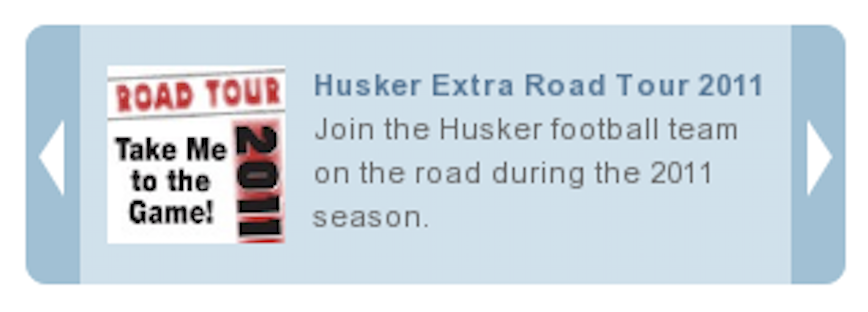 ROAD TOUR
Take Me
to the
Game!
2011
Husker Extra Road Tour 2011
Join the Husker football team
on the road during the 2011
season.